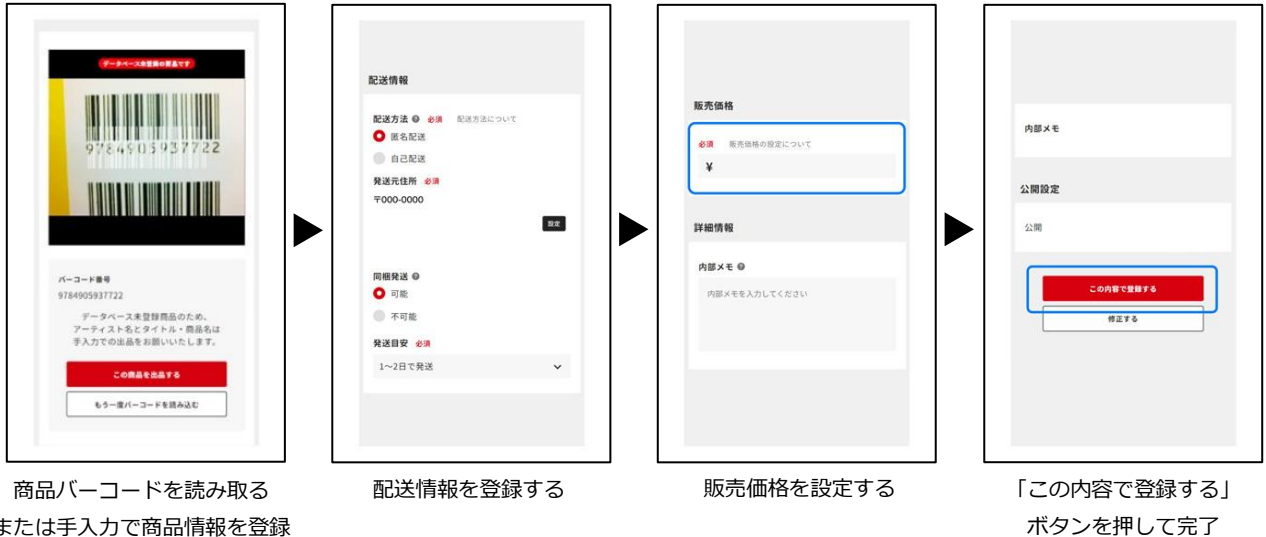 データベース未登録の商品です
9784905937722
バーコード番号
9784905937722
データベース未登録商品のため、
アーティスト名とタイトル・商品名は
手入力での出品をお願いいたします。
この商品を出品する
もう一度バーコードを読み込む
商品バーコードを読み取る
または手入力で商品情報を登録
配送情報
配送方法 ? 必須 配送方法について
匿名配送
自己配送
発送元住所 必須
〒000-0000
設定
同梱発送 ?
可能
不可能
発送目安 必須
1〜2日で発送
配送情報を登録する
販売価格
必須 販売価格の設定について
¥
詳細情報
内部メモ ?
内部メモを入力してください
販売価格を設定する
内部メモ
公開設定
公開
この内容で登録する
修正する
「この内容で登録する」
ボタンを押して完了